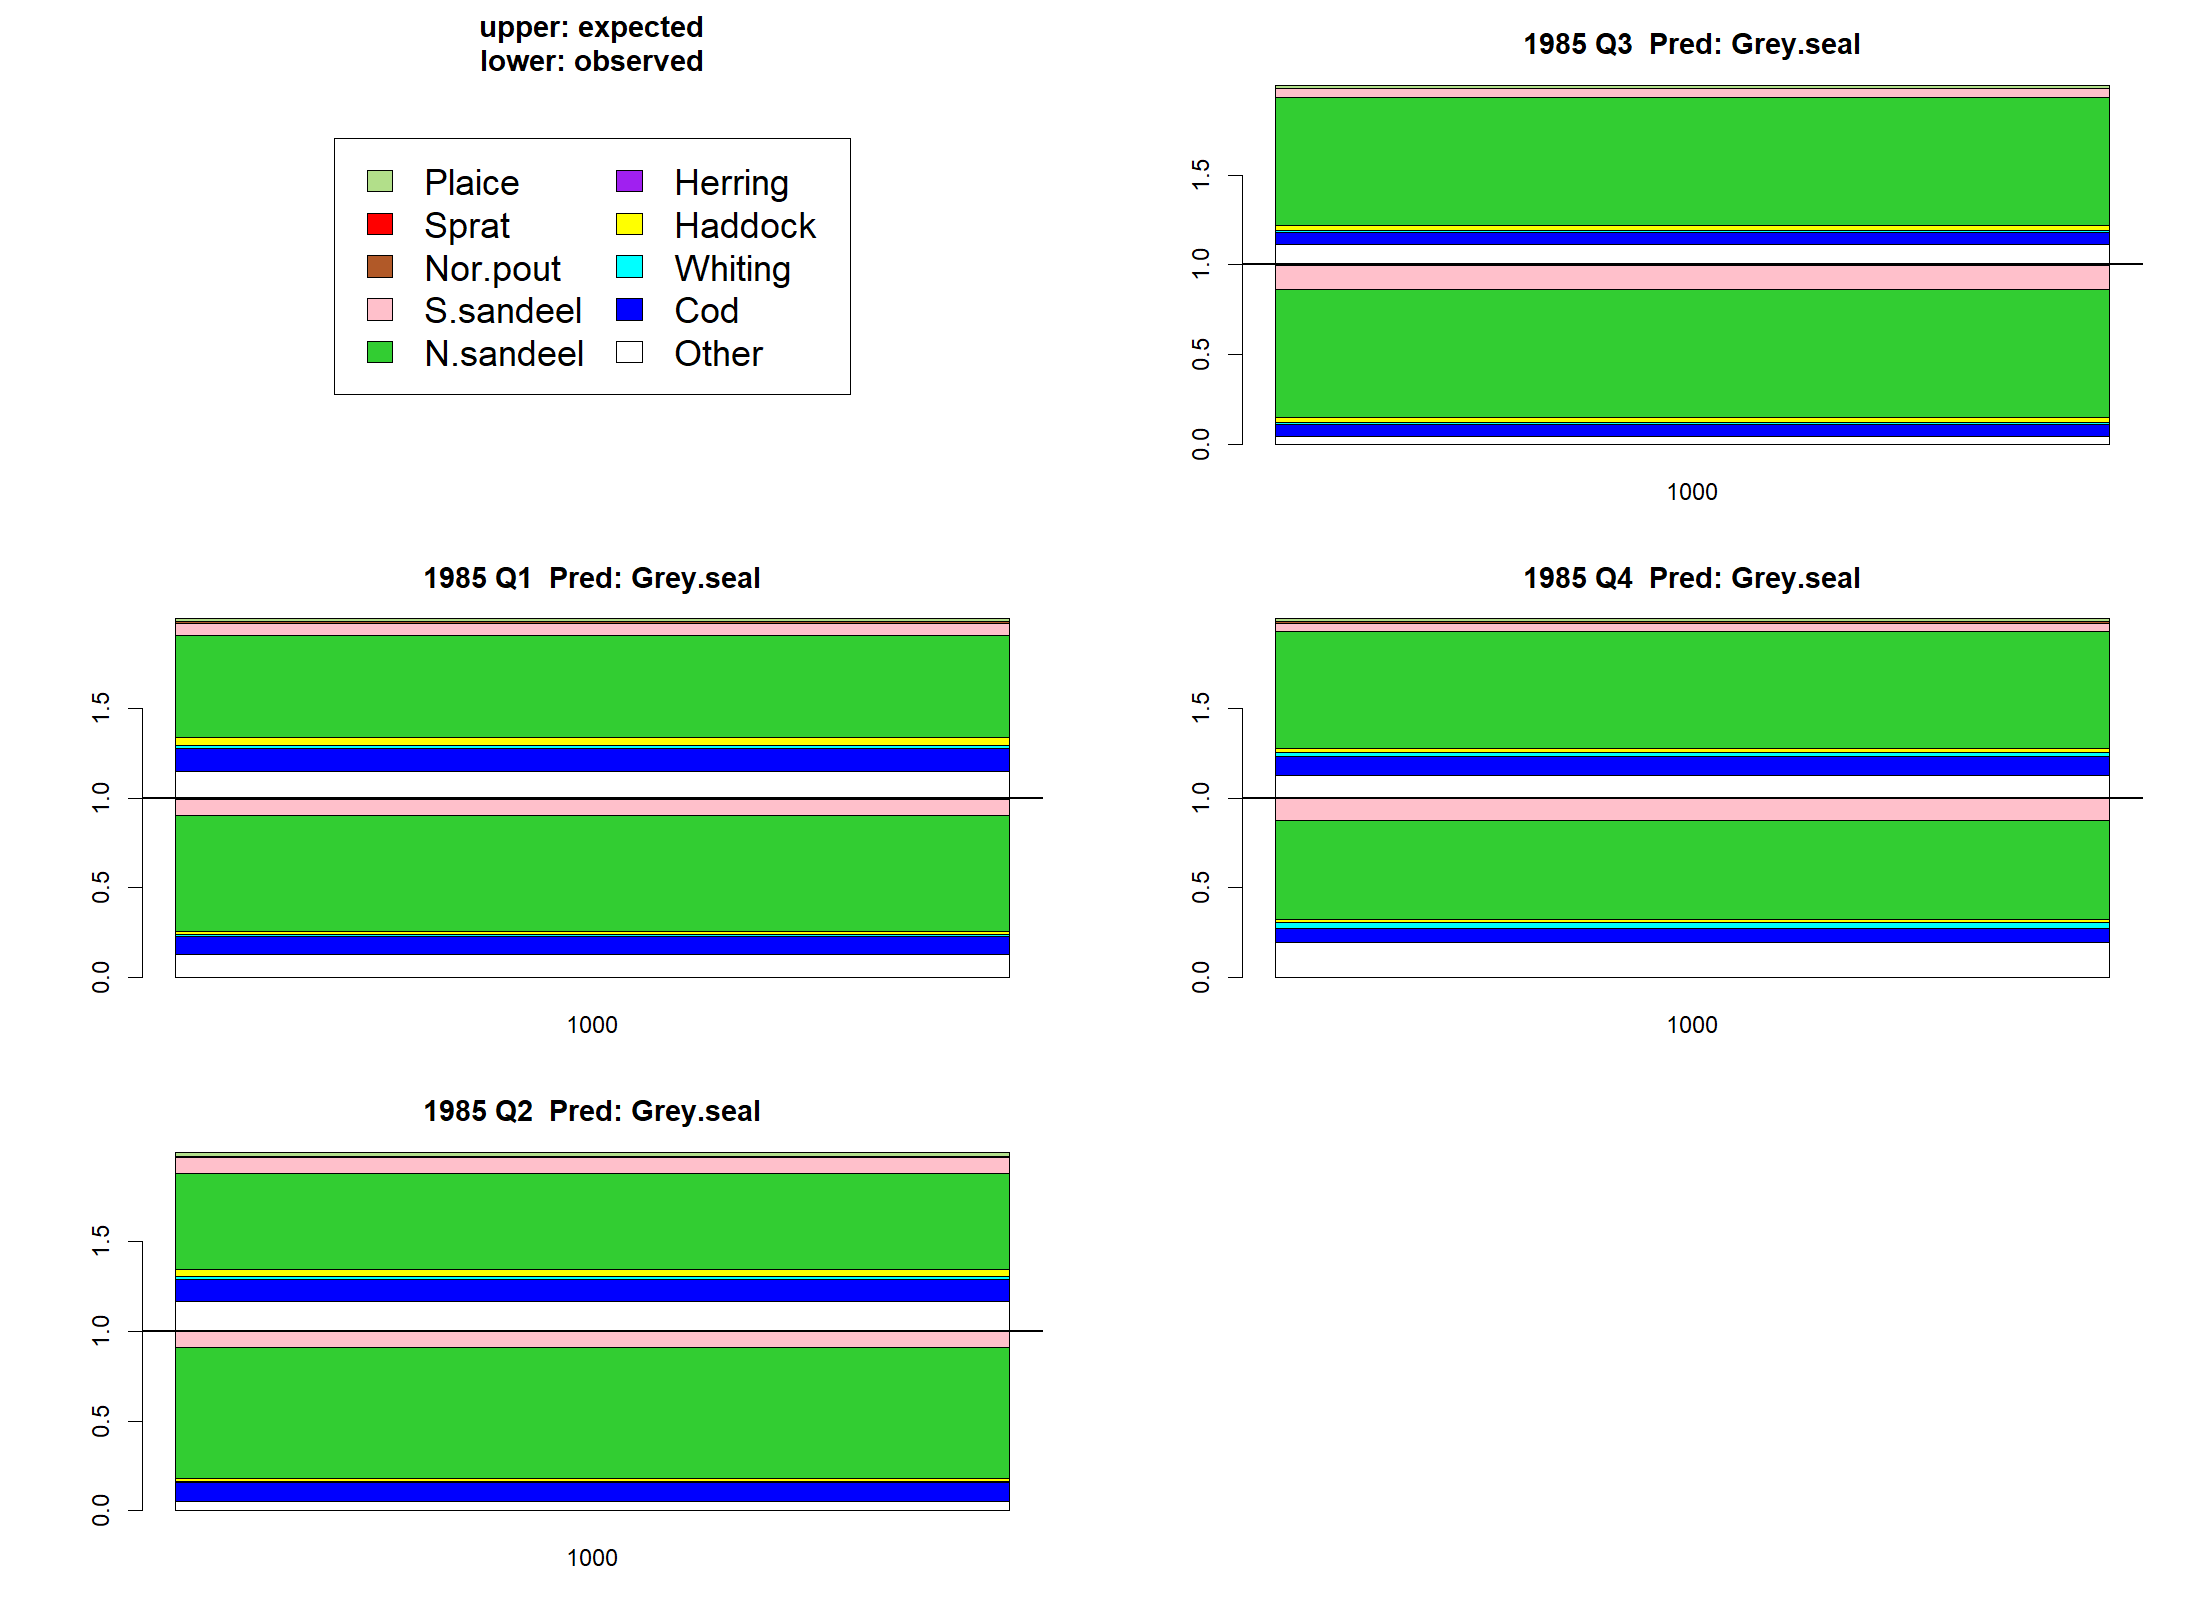 upper: expected
lower: observed
Plaice
Sprat
Nor.pout
S.sandeel
N.sandeel
Herring
Haddock
Whiting
Cod
Other
1985 Q1  Pred: Grey.seal
0.0
0.5
1.0
1.5
1000
1985 Q2  Pred: Grey.seal
0.0
0.5
1.0
1.5
1000
1985 Q3  Pred: Grey.seal
0.0
0.5
1.0
1.5
1000
1985 Q4  Pred: Grey.seal
0.0
0.5
1.0
1.5
1000